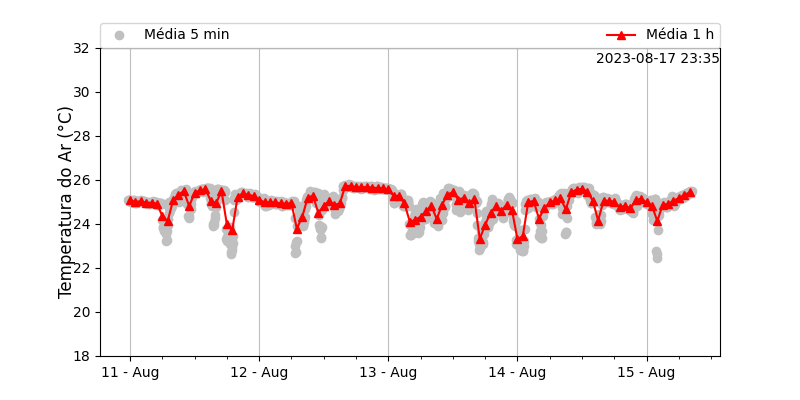 Média 5 min
Média 1 h
2023-08-17 23:35
Temperatura do Ar (°C)
32
30
28
26
24
22
20
18
11 - Aug
12 - Aug
13 - Aug
14 - Aug
15 - Aug